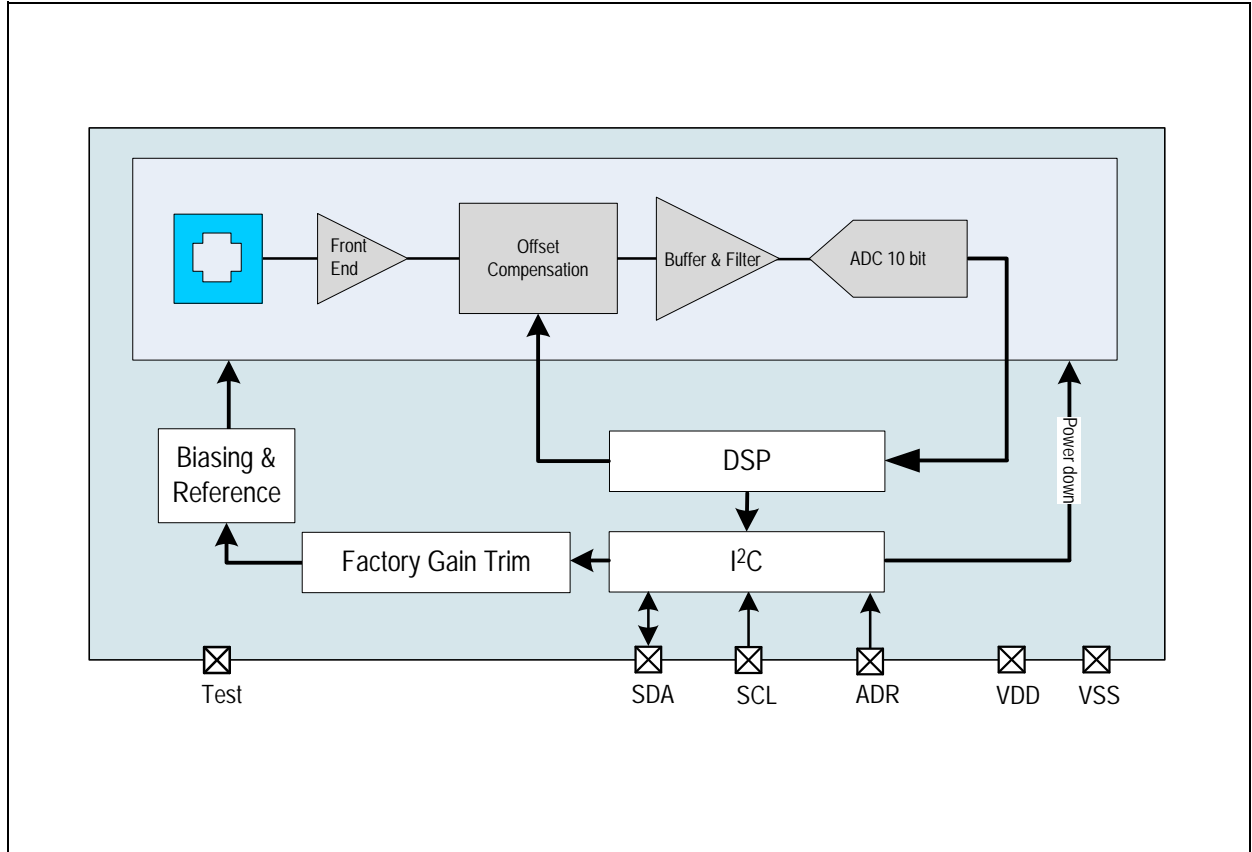 Front
End
Offset
Compensation
Buffer & Filter
ADC 10 bit
Biasing &
Reference
DSP
Power down
Factory Gain Trim
I²C
Test
SDA
SCL
ADR
VDD
VSS